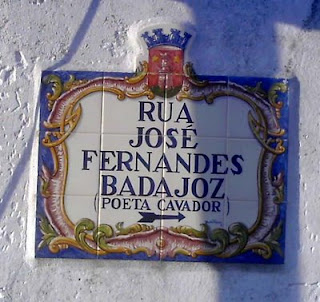 RUA
JOSÉ
FERNANDES
BADAJOZ
(POETA CAVADOR)